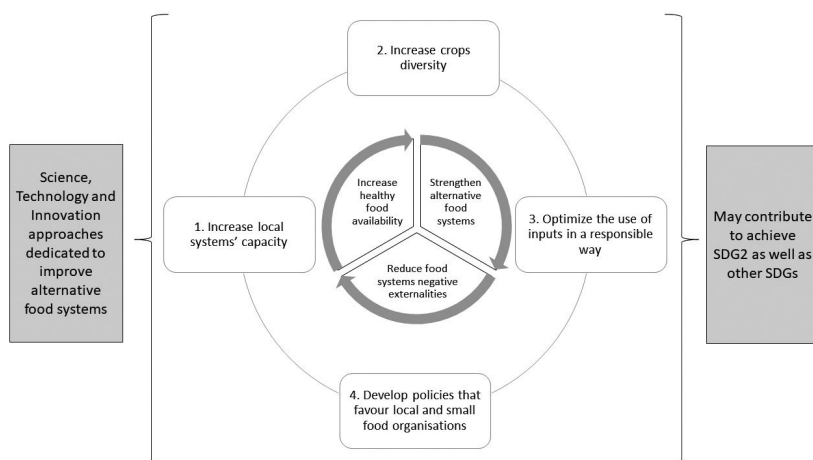 Science,
Technology and
Innovation
approaches
dedicated to
improve
alternative
food systems
1. Increase local
systems' capacity
2. Increase crops
diversity
3. Optimize the use of
inputs in a responsible
way
4. Develop policies that
favour local and small
food organisations
Increase
healthy
food
availability
Strengthen
alternative
food
systems
Reduce food
systems negative
externalities
May contribute
to achieve
SDG2 as well as
other SDGs